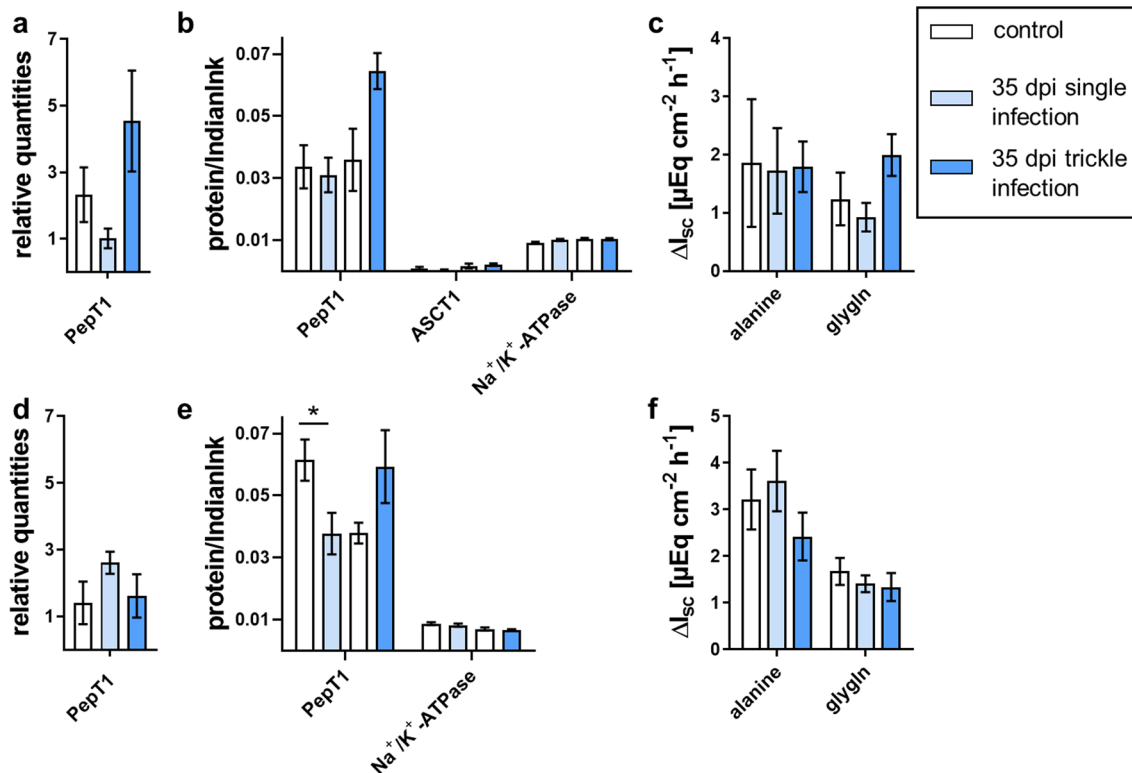 a
relative quantities
7
5
3
1
PepT1
b
protein/IndianInk
0.07
0.05
0.03
0.01
PepT1
ASCT1
Na⁺/K⁺-ATPase
c
ΔIsc [µEq cm⁻² h⁻¹]
4
3
2
1
0
alanine
glygln
control
35 dpi single
infection
35 dpi trickle
infection
d
relative quantities
7
5
3
1
PepT1
e
protein/IndianInk
0.07
0.05
0.03
0.01
*
PepT1
Na⁺/K⁺-ATPase
f
ΔIsc [µEq cm⁻² h⁻¹]
5
4
3
2
1
0
alanine
glygln